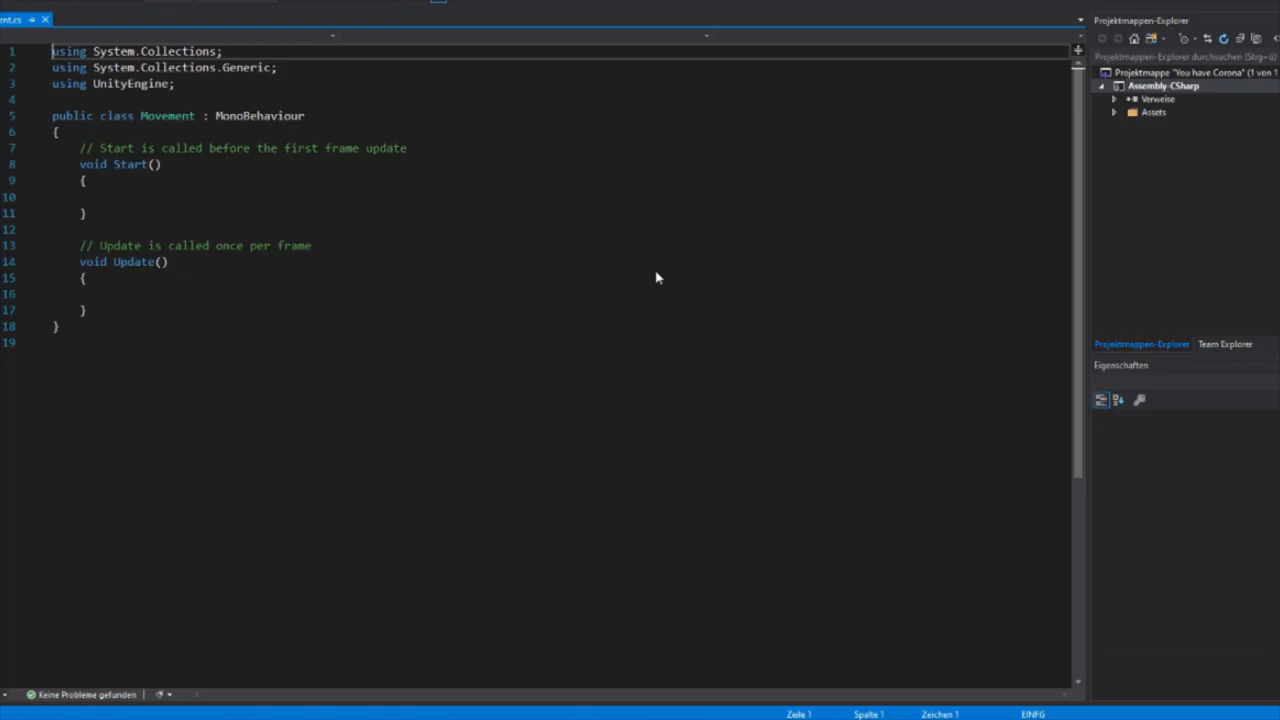 ent.cs
1 using System.Collections;
2 using System.Collections.Generic;
3 using UnityEngine;
4
5 public class Movement : MonoBehaviour
6 {
7 // Start is called before the first frame update
8 void Start()
9 {
10
11 }
12
13 // Update is called once per frame
14 void Update()
15 {
16
17 }
18 }
19
Projektmappen-Explorer
Projektmappen-Explorer durchsuchen (Strg+ü)
Projektmappe "You have Corona" (1 von 1
Assembly-CSharp
Verweise
Assets
Projektmappen-Explorer Team Explorer
Eigenschaften
Keine Probleme gefunden
Zeile 1 Spalte 1 Zeichen 1 EINFG